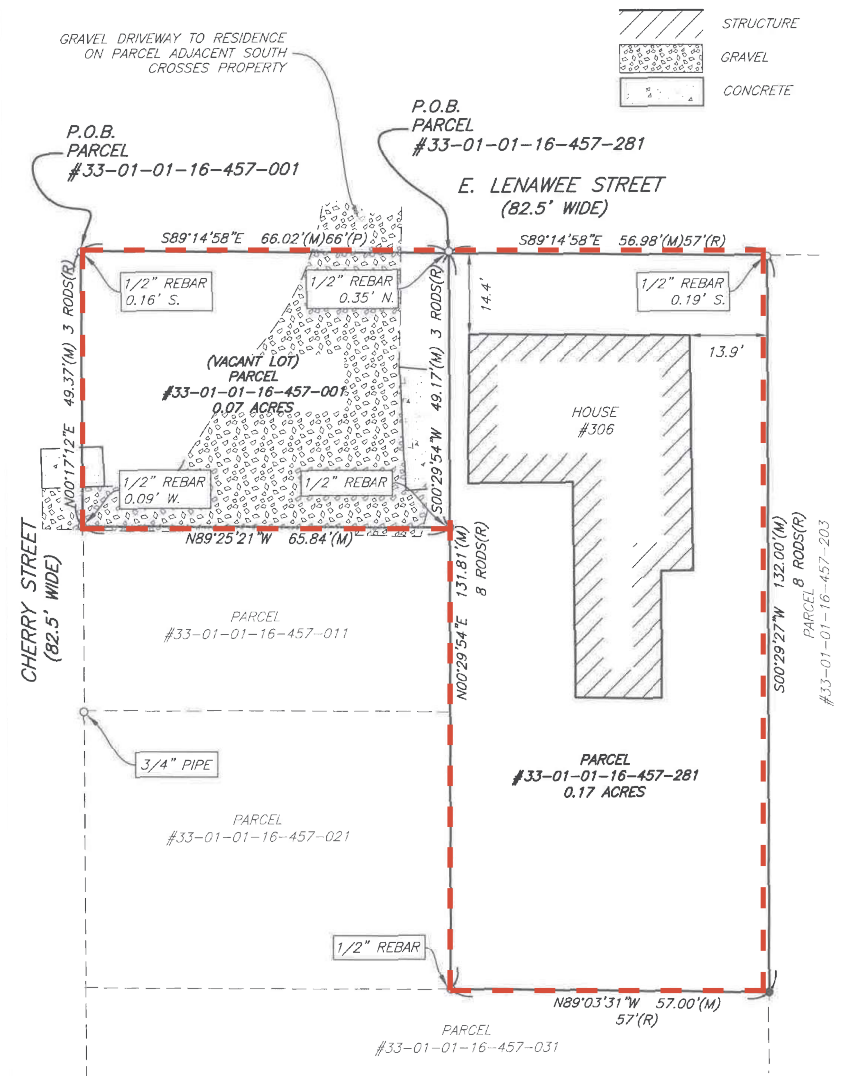 STRUCTURE
GRAVEL
CONCRETE
GRAVEL DRIVEWAY TO RESIDENCE
ON PARCEL ADJACENT SOUTH
CROSSES PROPERTY
P.O.B.
PARCEL
#33-01-01-16-457-281
P.O.B.
PARCEL
#33-01-01-16-457-001
E. LENAWEE STREET
(82.5' WIDE)
S89°14'58"E 66.02'(M)66'(P)
S89°14'58"E 56.98'(M)57'(R)
1/2" REBAR
0.16' S.
1/2" REBAR
0.35' N.
1/2" REBAR
0.19' S.
14.4'
13.9'
N00°17'12"E 49.37'(M) 3 RODS(R)
S00°29'54"W 49.17'(M) 3 RODS(R)
(VACANT LOT)
PARCEL
#33-01-01-16-457-001
0.07 ACRES
HOUSE
#306
1/2" REBAR
0.09' W.
1/2" REBAR
N89°25'21"W 65.84'(M)
CHERRY STREET
(82.5' WIDE)
N00°29'54"E 131.81'(M)
8 RODS(R)
S00°29'27"W 132.00'(M)
8 RODS(R)
PARCEL
#33-01-01-16-457-203
PARCEL
#33-01-01-16-457-011
3/4" PIPE
PARCEL
#33-01-01-16-457-281
0.17 ACRES
PARCEL
#33-01-01-16-457-021
1/2" REBAR
N89°03'31"W 57.00'(M)
57'(R)
PARCEL
#33-01-01-16-457-031